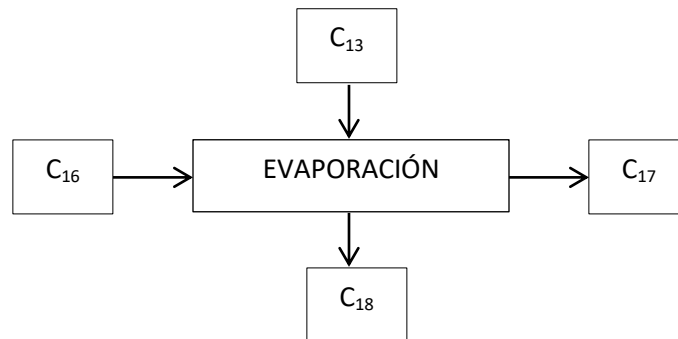 C₁₃
C₁₆
EVAPORACIÓN
C₁₇
C₁₈